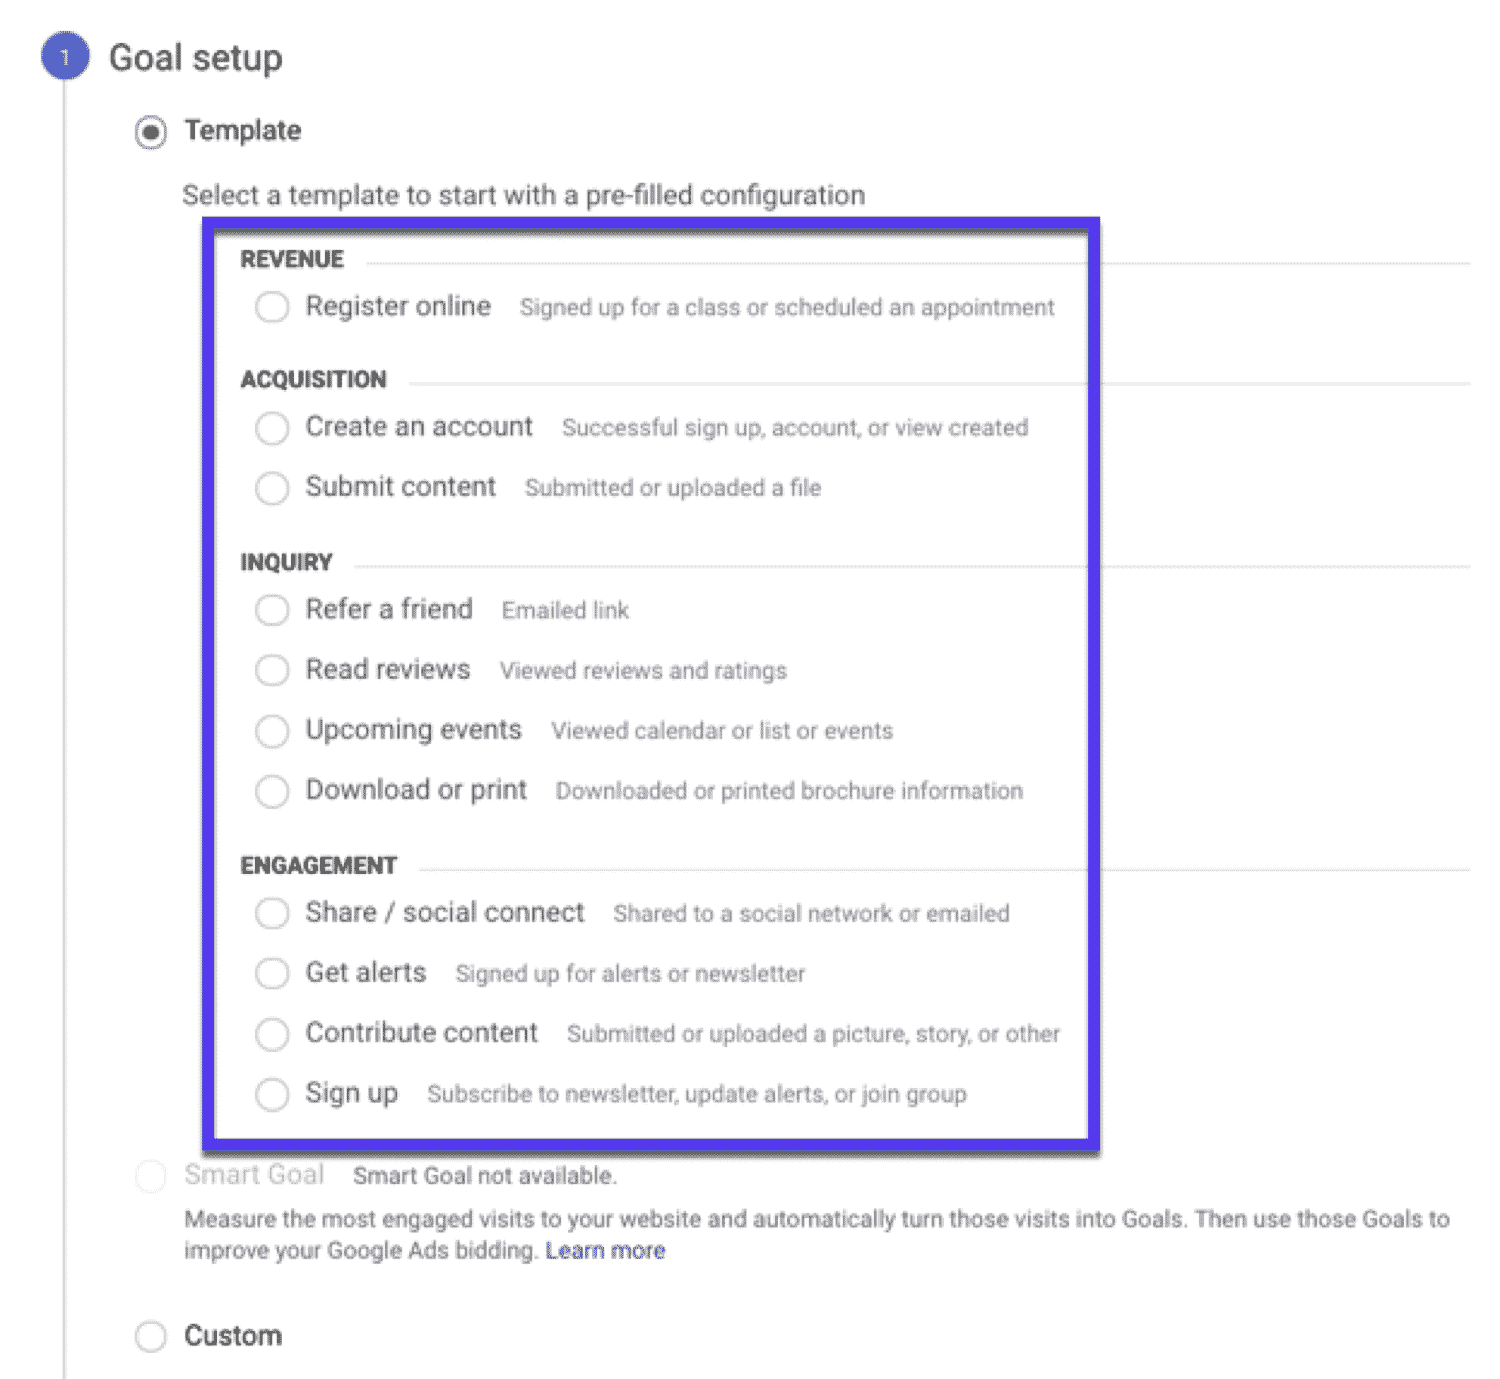 1 Goal setup
Template
Select a template to start with a pre-filled configuration
REVENUE
Register online Signed up for a class or scheduled an appointment
ACQUISITION
Create an account Successful sign up, account, or view created
Submit content Submitted or uploaded a file
INQUIRY
Refer a friend Emailed link
Read reviews Viewed reviews and ratings
Upcoming events Viewed calendar or list or events
Download or print Downloaded or printed brochure information
ENGAGEMENT
Share / social connect Shared to a social network or emailed
Get alerts Signed up for alerts or newsletter
Contribute content Submitted or uploaded a picture, story, or other
Sign up Subscribe to newsletter, update alerts, or join group
Smart Goal Smart Goal not available.
Measure the most engaged visits to your website and automatically turn those visits into Goals. Then use those Goals to
improve your Google Ads bidding. Learn more
Custom